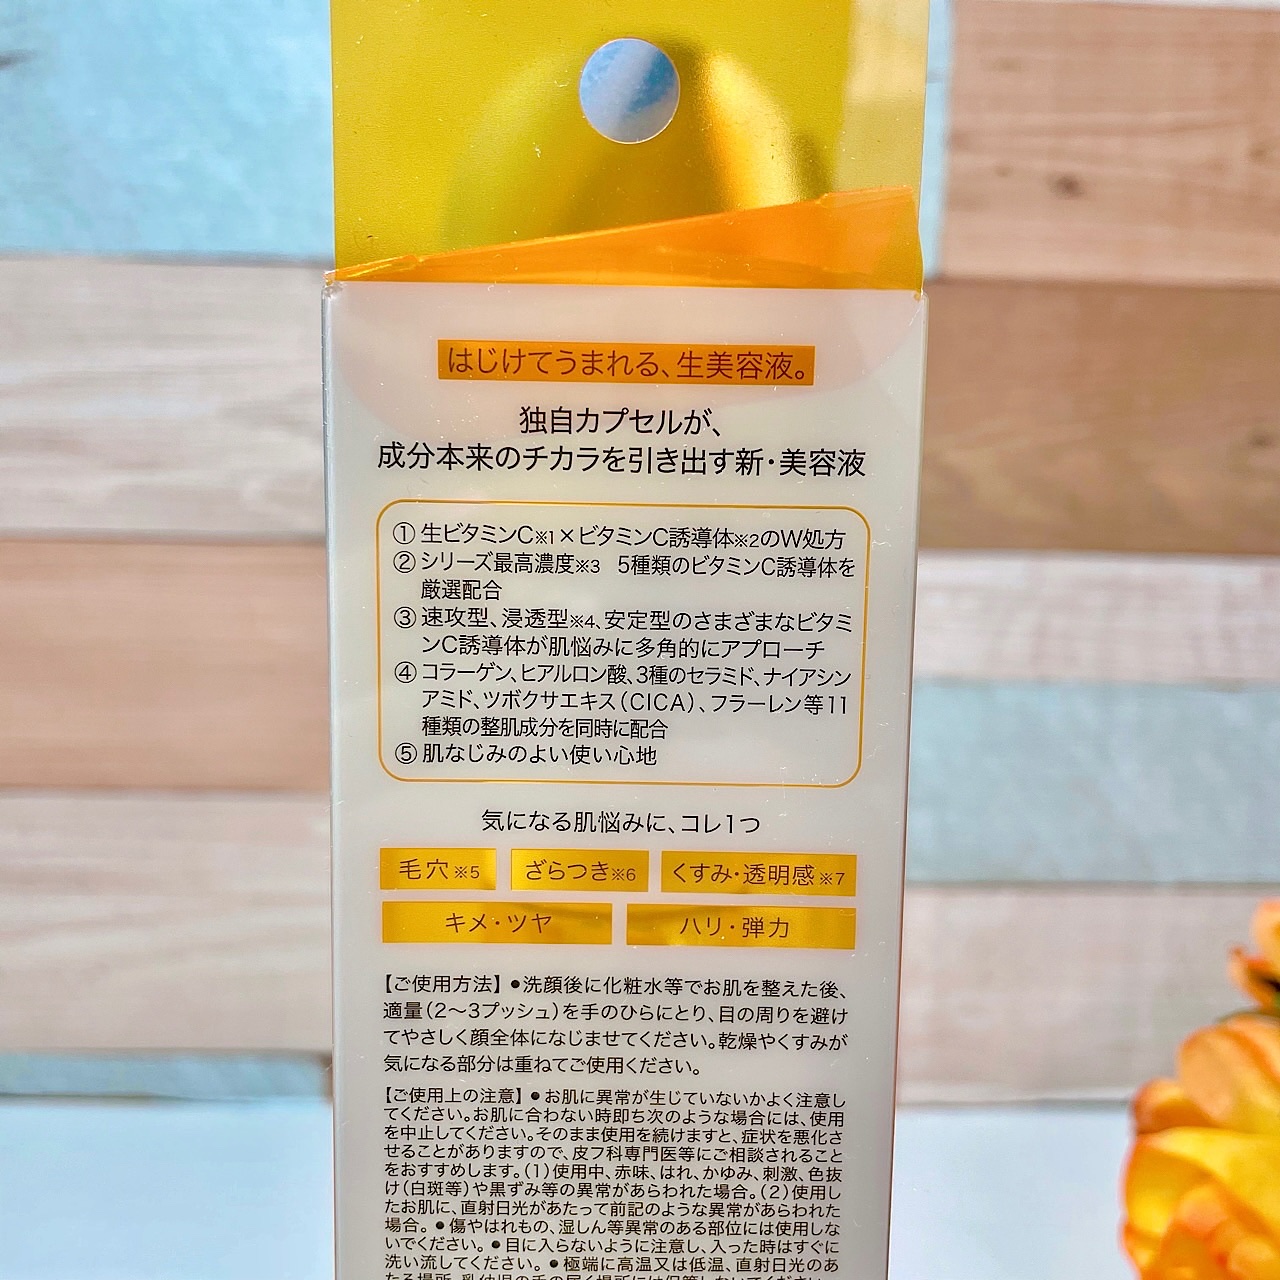 はじけてうまれる、生美容液。
独自カプセルが、
成分本来のチカラを引き出す新・美容液
① 生ビタミンC※1×ビタミンC誘導体※2のW処方
② シリーズ最高濃度※3 5種類のビタミンC誘導体を
厳選配合
③ 速攻型、浸透型※4、安定型のさまざまなビタミ
ンC誘導体が肌悩みに多角的にアプローチ
④ コラーゲン、ヒアルロン酸、3種のセラミド、ナイアシン
アミド、ツボクサエキス(CICA)、フラーレン等11
種類の整肌成分を同時に配合
⑤ 肌なじみのよい使い心地
気になる肌悩みに、コレ1つ
毛穴※5 ざらつき※6 くすみ・透明感※7
キメ・ツヤ ハリ・弾力
【ご使用方法】●洗顔後に化粧水等でお肌を整えた後、
適量(2〜3プッシュ)を手のひらにとり、目の周りを避け
てやさしく顔全体になじませてください。乾燥やくすみが
気になる部分は重ねてご使用ください。
【ご使用上の注意】●お肌に異常が生じていないかよく注意し
てください。お肌に合わない時即ち次のような場合には、使用
を中止してください。そのまま使用を続けますと、症状を悪化さ
せることがありますので、皮フ科専門医等にご相談されること
をおすすめします。(1)使用中、赤味、はれ、かゆみ、刺激、色抜
け(白斑等)や黒ずみ等の異常があらわれた場合。(2)使用し
たお肌に、直射日光があたって前記のような異常があらわれた
場合。●傷やはれもの、湿しん等異常のある部位には使用しな
いでください。●目に入らないように注意し、入った時はすぐに
洗い流してください。●極端に高温又は低温、直射日光のあ
たる場所、乳幼児の手の届く場所には保管しないでください。